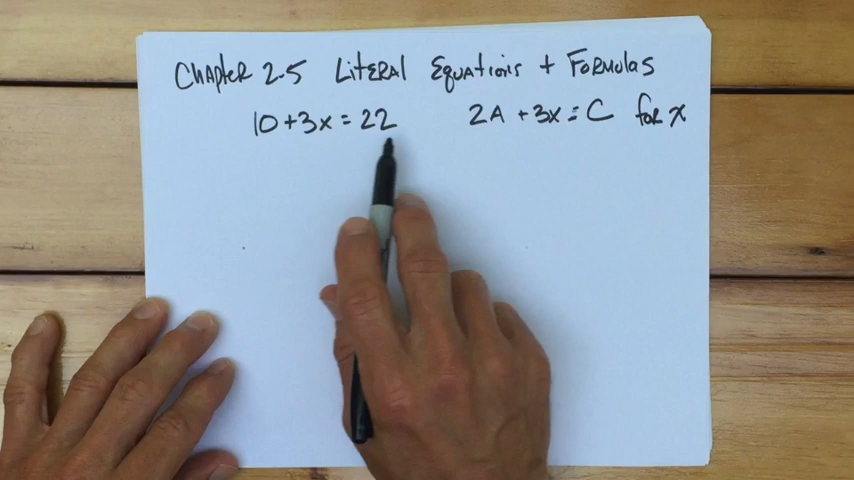 Chapter 2.5 Literal Equations + Formulas
10 + 3x = 22 2A + 3x = C for x